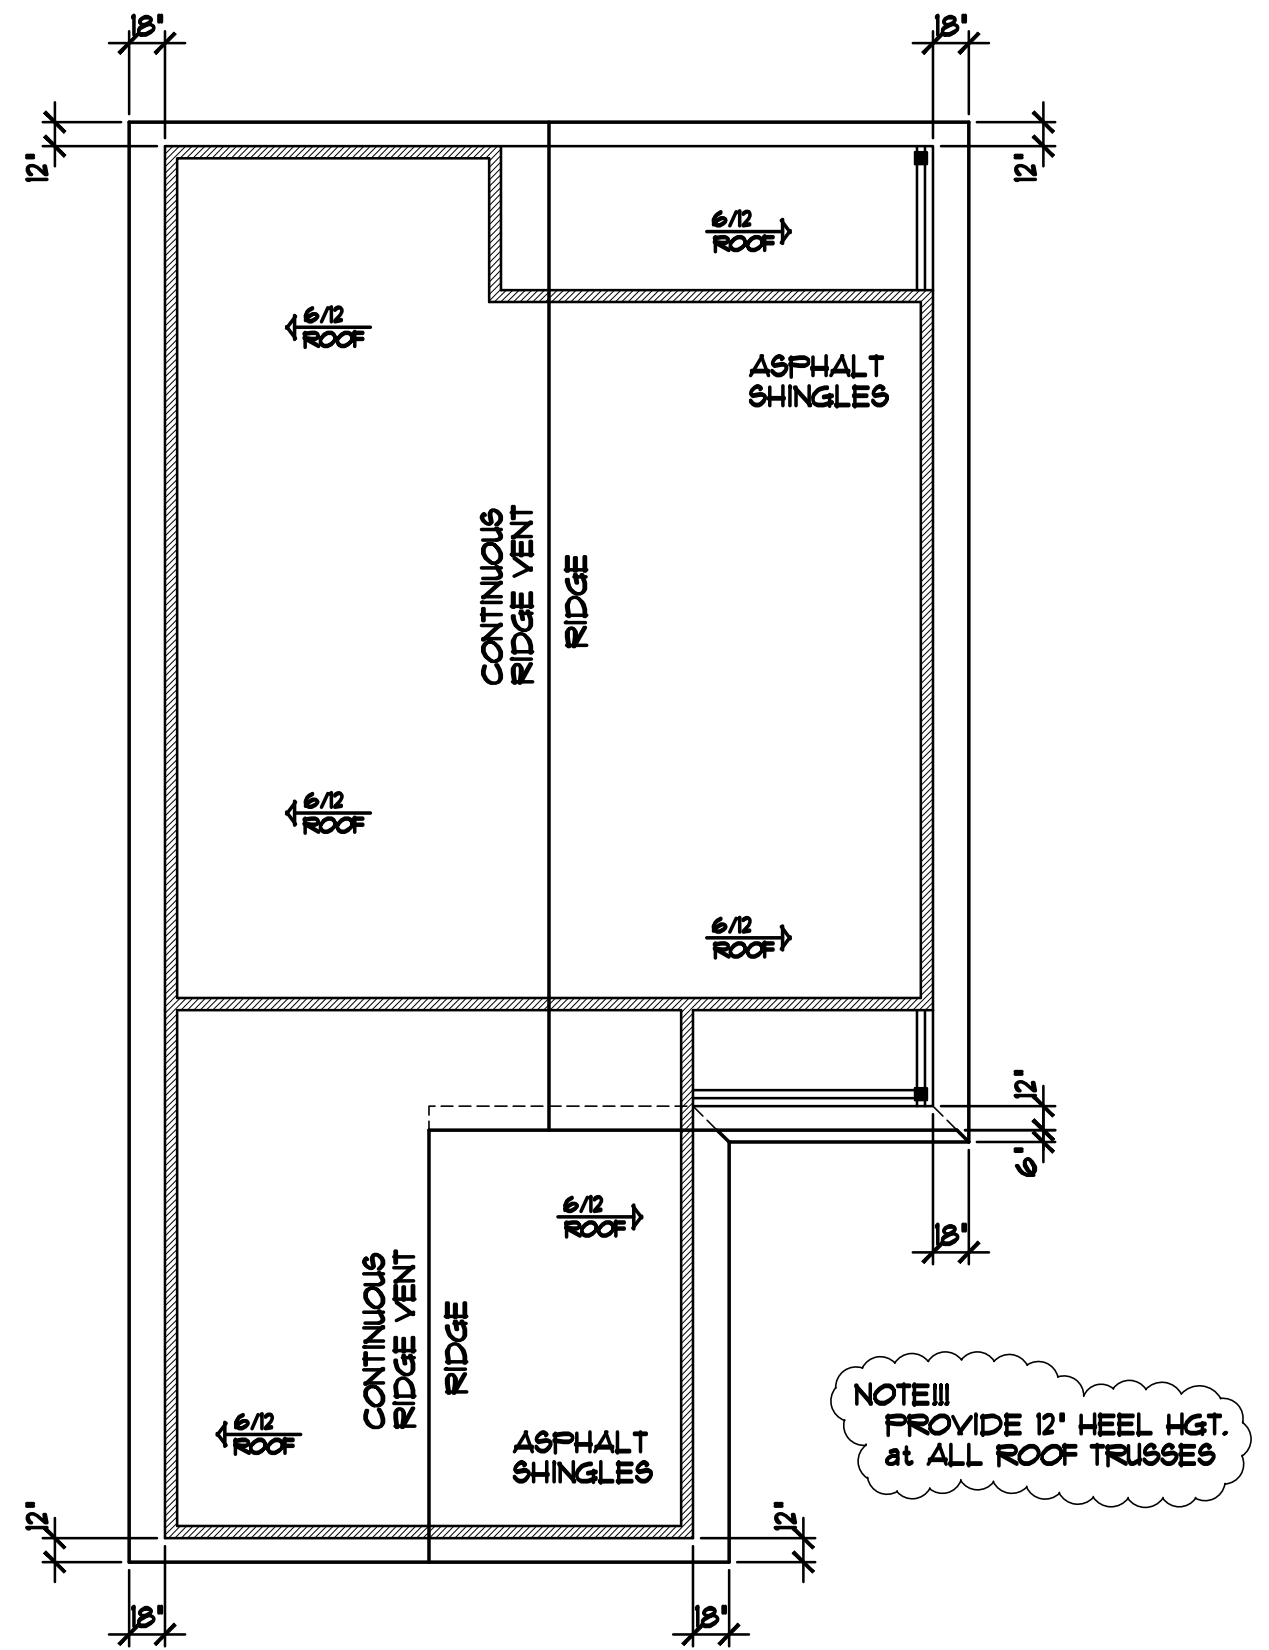 18"
18"
12"
12"
6/12
ROOF
6/12
ROOF
ASPHALT
SHINGLES
CONTINUOUS
RIDGE VENT
RIDGE
6/12
ROOF
6/12
ROOF
12"
6"
6/12
ROOF
18"
CONTINUOUS
RIDGE VENT
RIDGE
NOTE!!!
PROVIDE 12" HEEL HGT.
at ALL ROOF TRUSSES
6/12
ROOF
ASPHALT
SHINGLES
12"
12"
18"
18"